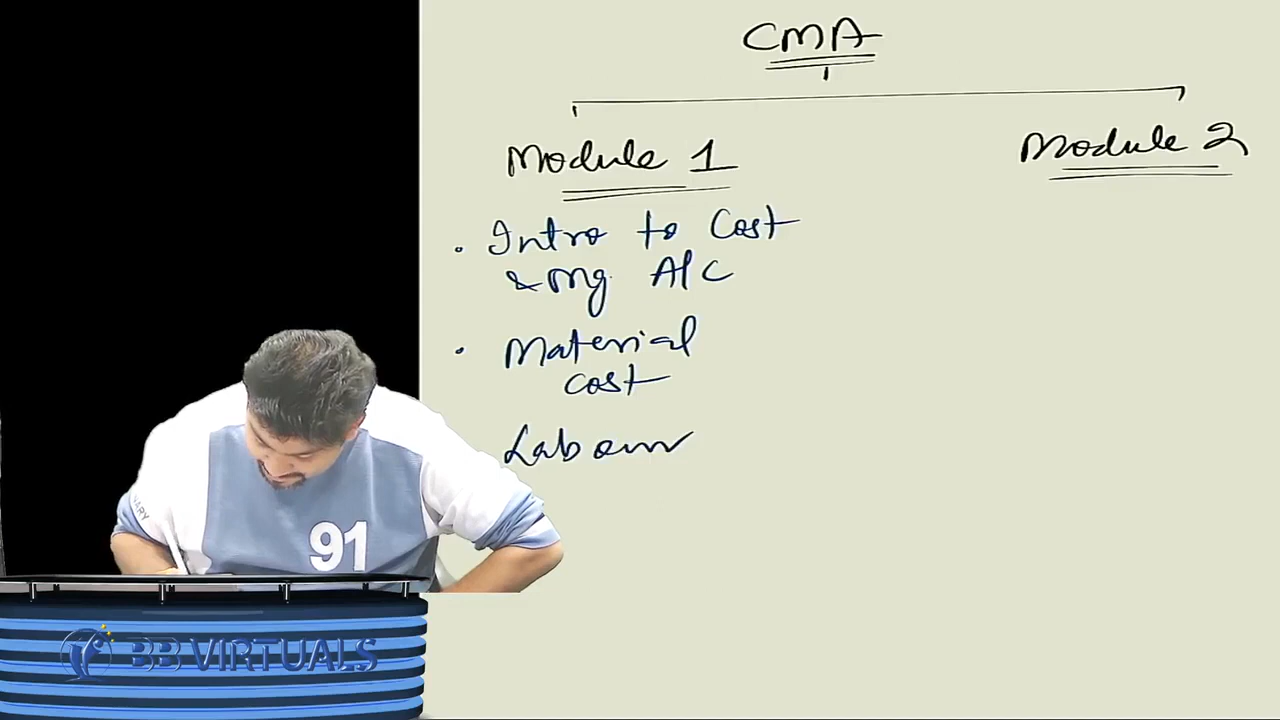 CMA
Module 1
Module 2
• Intro to Cost
& Mg. A/C
• Material
cost
Labour
91
BB VIRTUALS